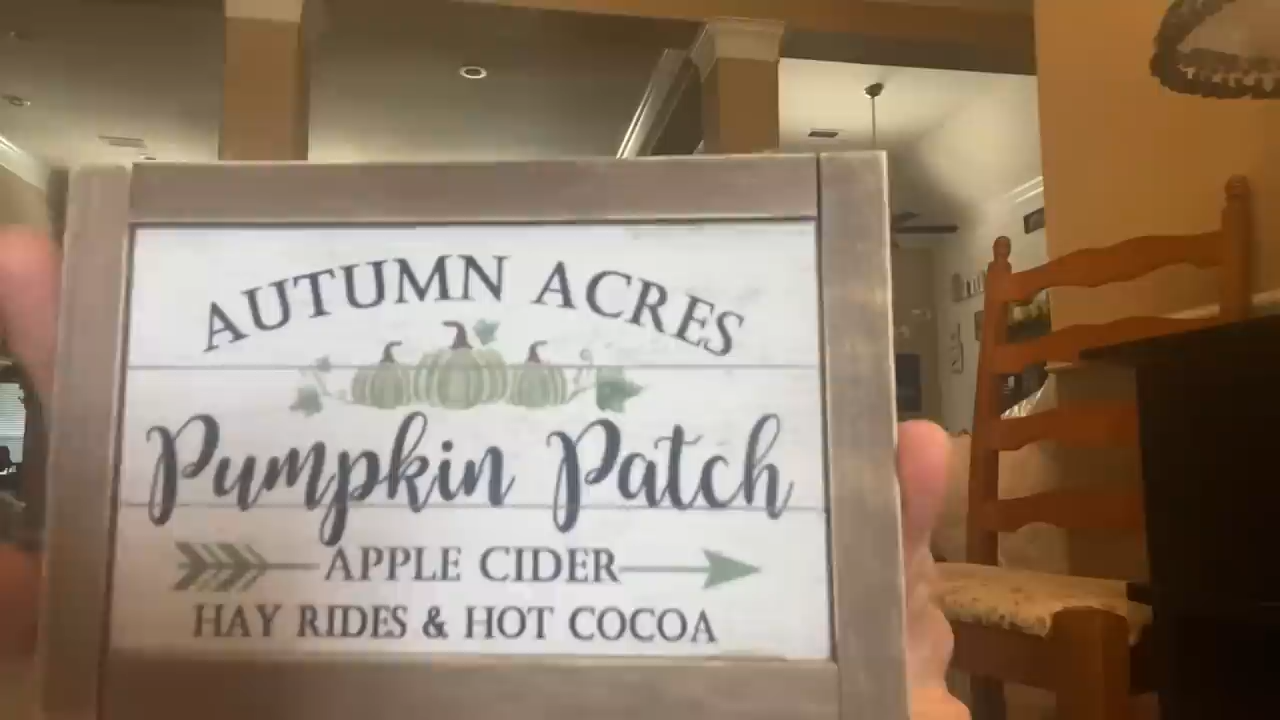 AUTUMN ACRES
Pumpkin Patch
APPLE CIDER
HAY RIDES & HOT COCOA